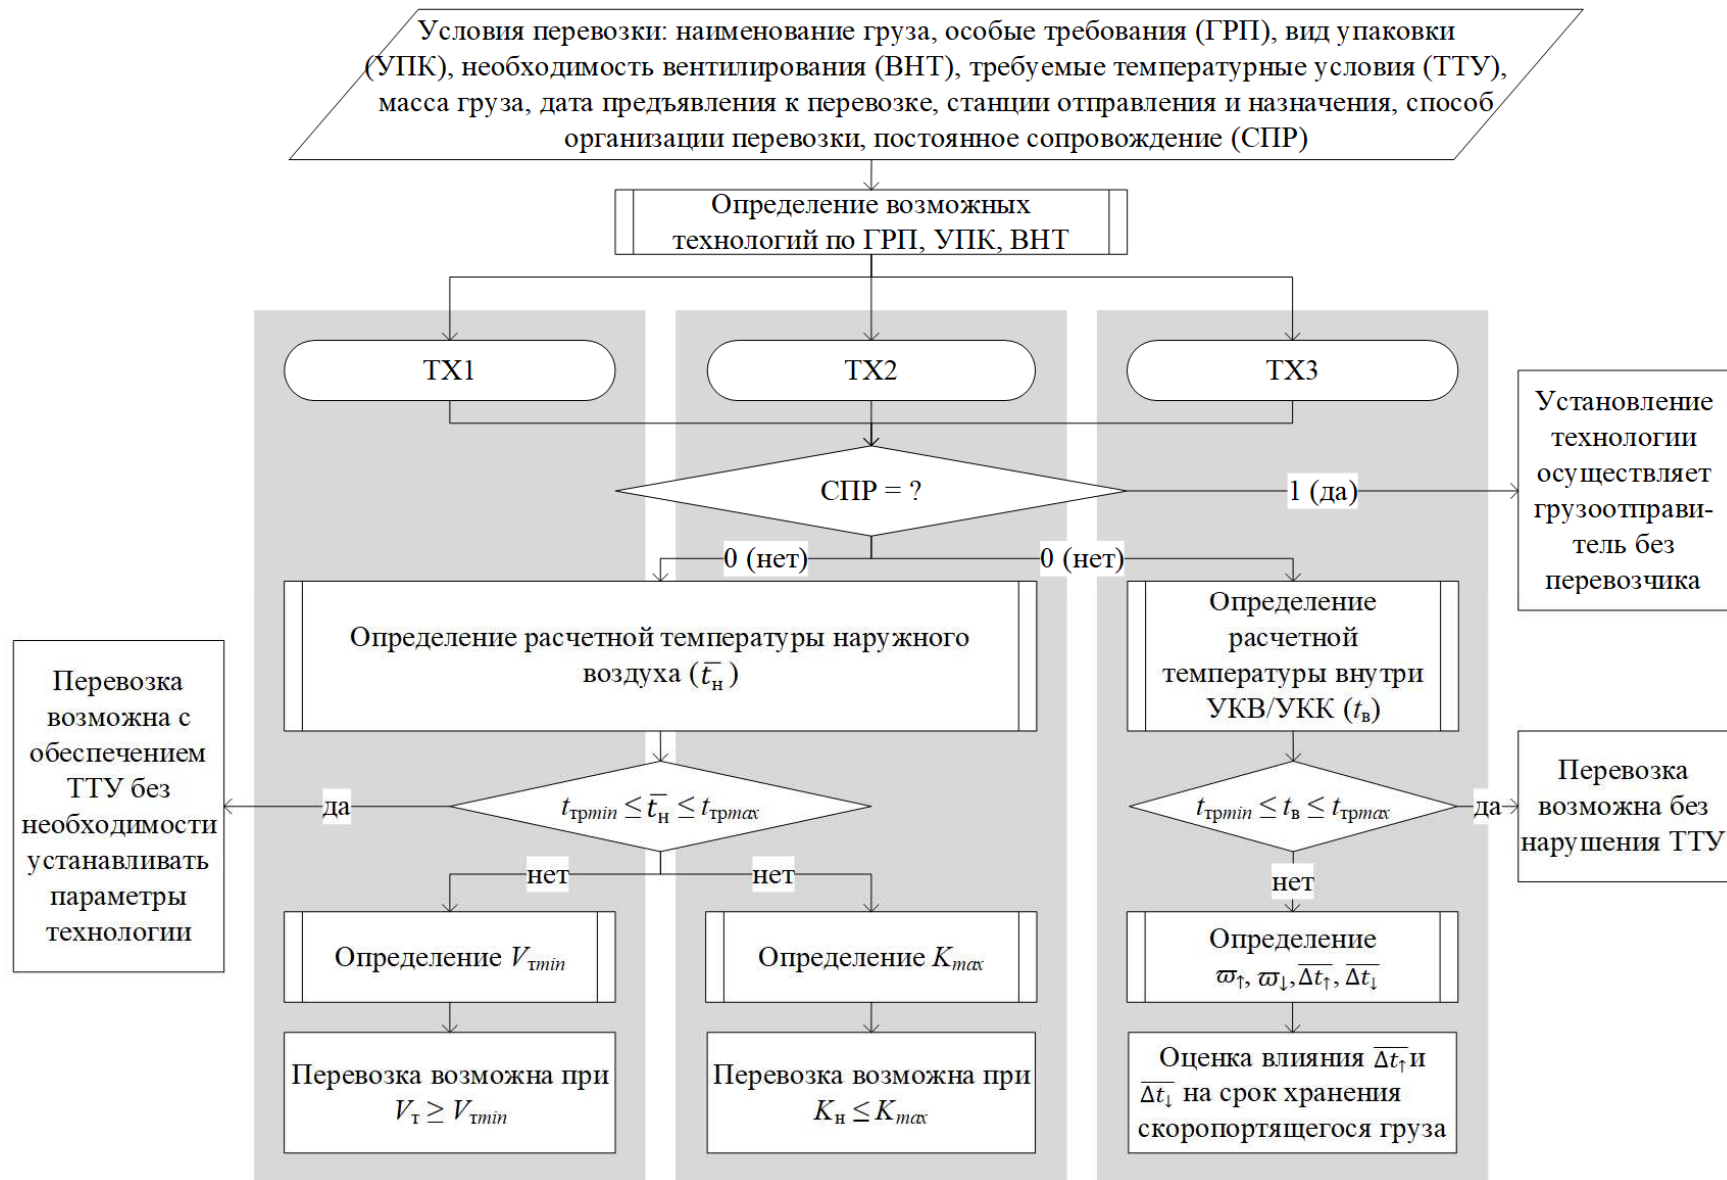 Условия перевозки: наименование груза, особые требования (ГРП), вид упаковки
(УПК), необходимость вентилирования (ВНТ), требуемые температурные условия (ТТУ),
масса груза, дата предъявления к перевозке, станции отправления и назначения, способ
организации перевозки, постоянное сопровождение (СПР)
Определение возможных
технологий по ГРП, УПК, ВНТ
ТХ1
ТХ2
ТХ3
СПР = ?
1 (да)
Установление
технологии
осуществляет
грузоотправи-
тель без
перевозчика
0 (нет)
0 (нет)
Определение расчетной температуры наружного
воздуха (t̅н)
Определение
расчетной
температуры внутри
УКВ/УКК (tв)
Перевозка
возможна с
обеспечением
ТТУ без
необходимости
устанавливать
параметры
технологии
да
tтрmin ≤ t̅н ≤ tтрmax
tтрmin ≤ tв ≤ tтрmax
да
Перевозка
возможна без
нарушения ТТУ
нет
нет
нет
Определение Vтmin
Определение Kmax
Определение
ϖ↑, ϖ↓, Δt↑, Δt↓
Перевозка возможна при
Vт ≥ Vтmin
Перевозка возможна при
Kн ≤ Kmax
Оценка влияния Δt↑ и
Δt↓ на срок хранения
скоропортящегося груза